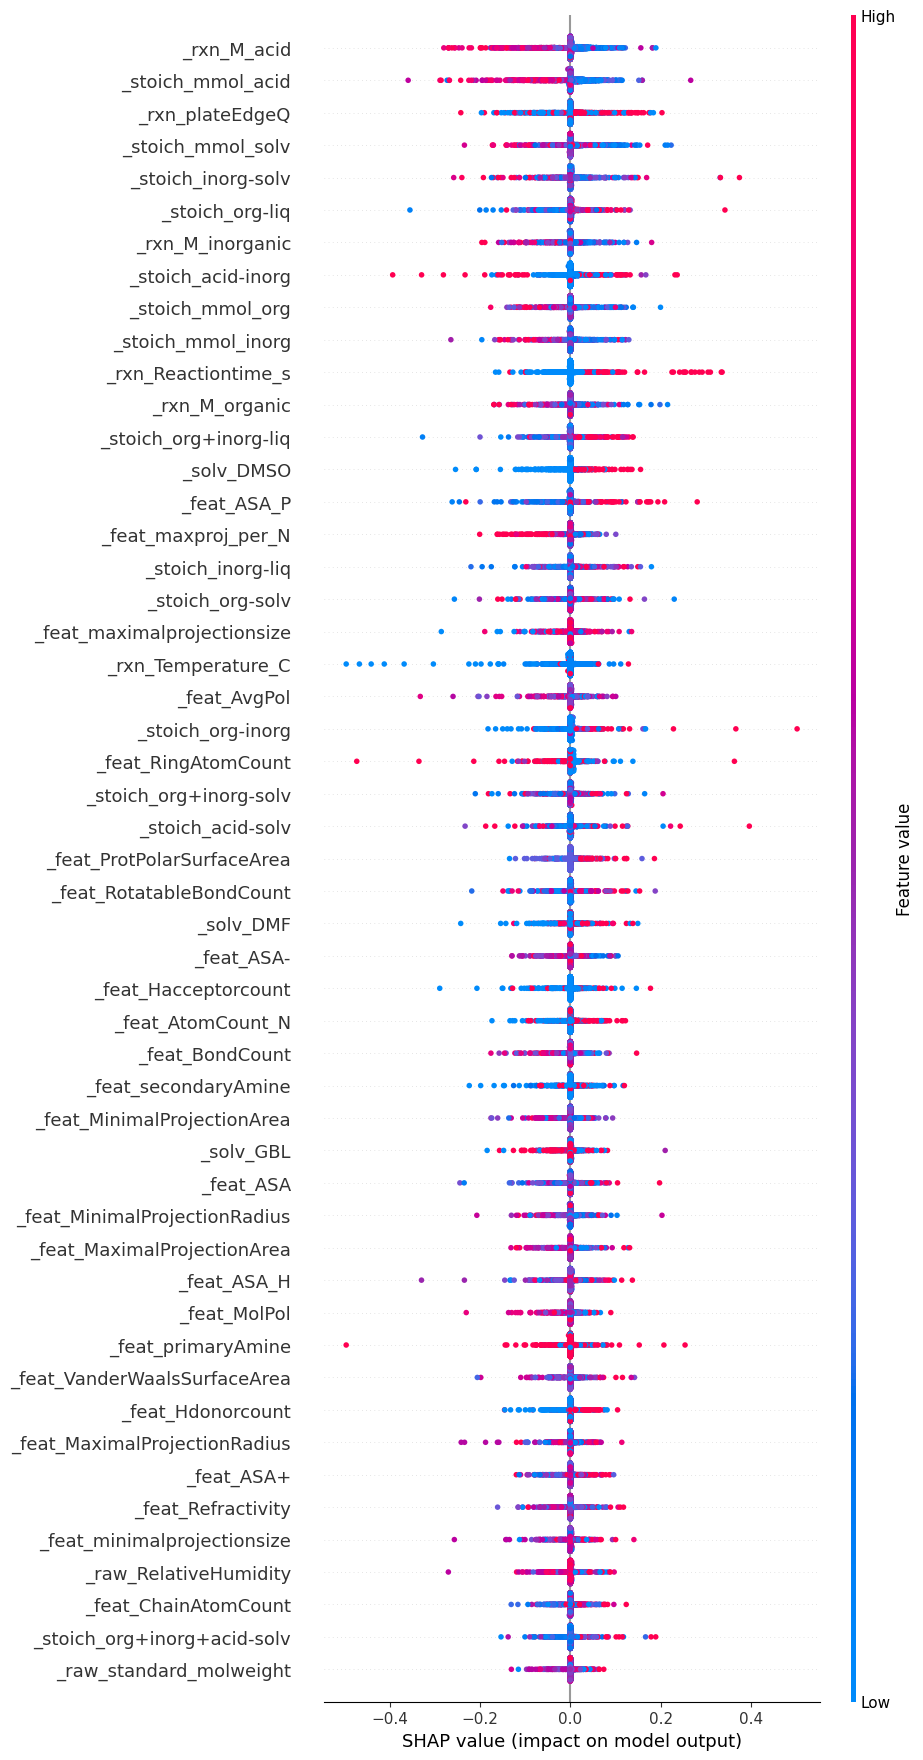 High
_rxn_M_acid
_stoich_mmol_acid
_rxn_plateEdgeQ
_stoich_mmol_solv
_stoich_inorg-solv
_stoich_org-liq
_rxn_M_inorganic
_stoich_acid-inorg
_stoich_mmol_org
_stoich_mmol_inorg
_rxn_Reactiontime_s
_rxn_M_organic
_stoich_org+inorg-liq
_solv_DMSO
_feat_ASA_P
_feat_maxproj_per_N
_stoich_inorg-liq
_stoich_org-solv
_feat_maximalprojectionsize
_rxn_Temperature_C
_feat_AvgPol
_stoich_org-inorg
_feat_RingAtomCount
_stoich_org+inorg-solv
_stoich_acid-solv
_feat_ProtPolarSurfaceArea
_feat_RotatableBondCount
_solv_DMF
_feat_ASA-
_feat_Hacceptorcount
_feat_AtomCount_N
_feat_BondCount
_feat_secondaryAmine
_feat_MinimalProjectionArea
_solv_GBL
_feat_ASA
_feat_MinimalProjectionRadius
_feat_MaximalProjectionArea
_feat_ASA_H
_feat_MolPol
_feat_primaryAmine
_feat_VanderWaalsSurfaceArea
_feat_Hdonorcount
_feat_MaximalProjectionRadius
_feat_ASA+
_feat_Refractivity
_feat_minimalprojectionsize
_raw_RelativeHumidity
_feat_ChainAtomCount
_stoich_org+inorg+acid-solv
_raw_standard_molweight
Feature value
Low
−0.4 −0.2 0.0 0.2 0.4
SHAP value (impact on model output)